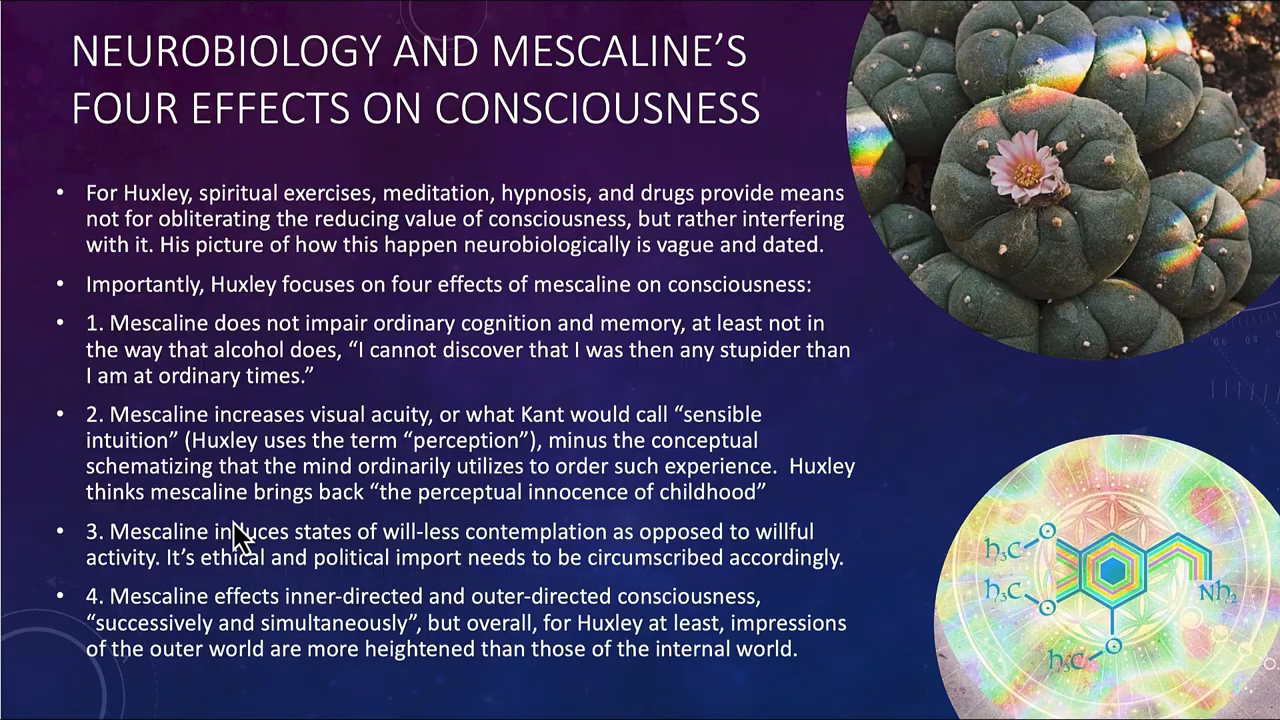 NEUROBIOLOGY AND MESCALINE’S
FOUR EFFECTS ON CONSCIOUSNESS
• For Huxley, spiritual exercises, meditation, hypnosis, and drugs provide means
not for obliterating the reducing value of consciousness, but rather interfering
with it. His picture of how this happen neurobiologically is vague and dated.
• Importantly, Huxley focuses on four effects of mescaline on consciousness:
• 1. Mescaline does not impair ordinary cognition and memory, at least not in
the way that alcohol does, “I cannot discover that I was then any stupider than
I am at ordinary times.”
• 2. Mescaline increases visual acuity, or what Kant would call “sensible
intuition” (Huxley uses the term “perception”), minus the conceptual
schematizing that the mind ordinarily utilizes to order such experience. Huxley
thinks mescaline brings back “the perceptual innocence of childhood”
• 3. Mescaline induces states of will-less contemplation as opposed to willful
activity. It’s ethical and political import needs to be circumscribed accordingly.
• 4. Mescaline effects inner-directed and outer-directed consciousness,
“successively and simultaneously”, but overall, for Huxley at least, impressions
of the outer world are more heightened than those of the internal world.
0.6 0.8
h₃C O
h₃C O
Nh₂
h₃C O